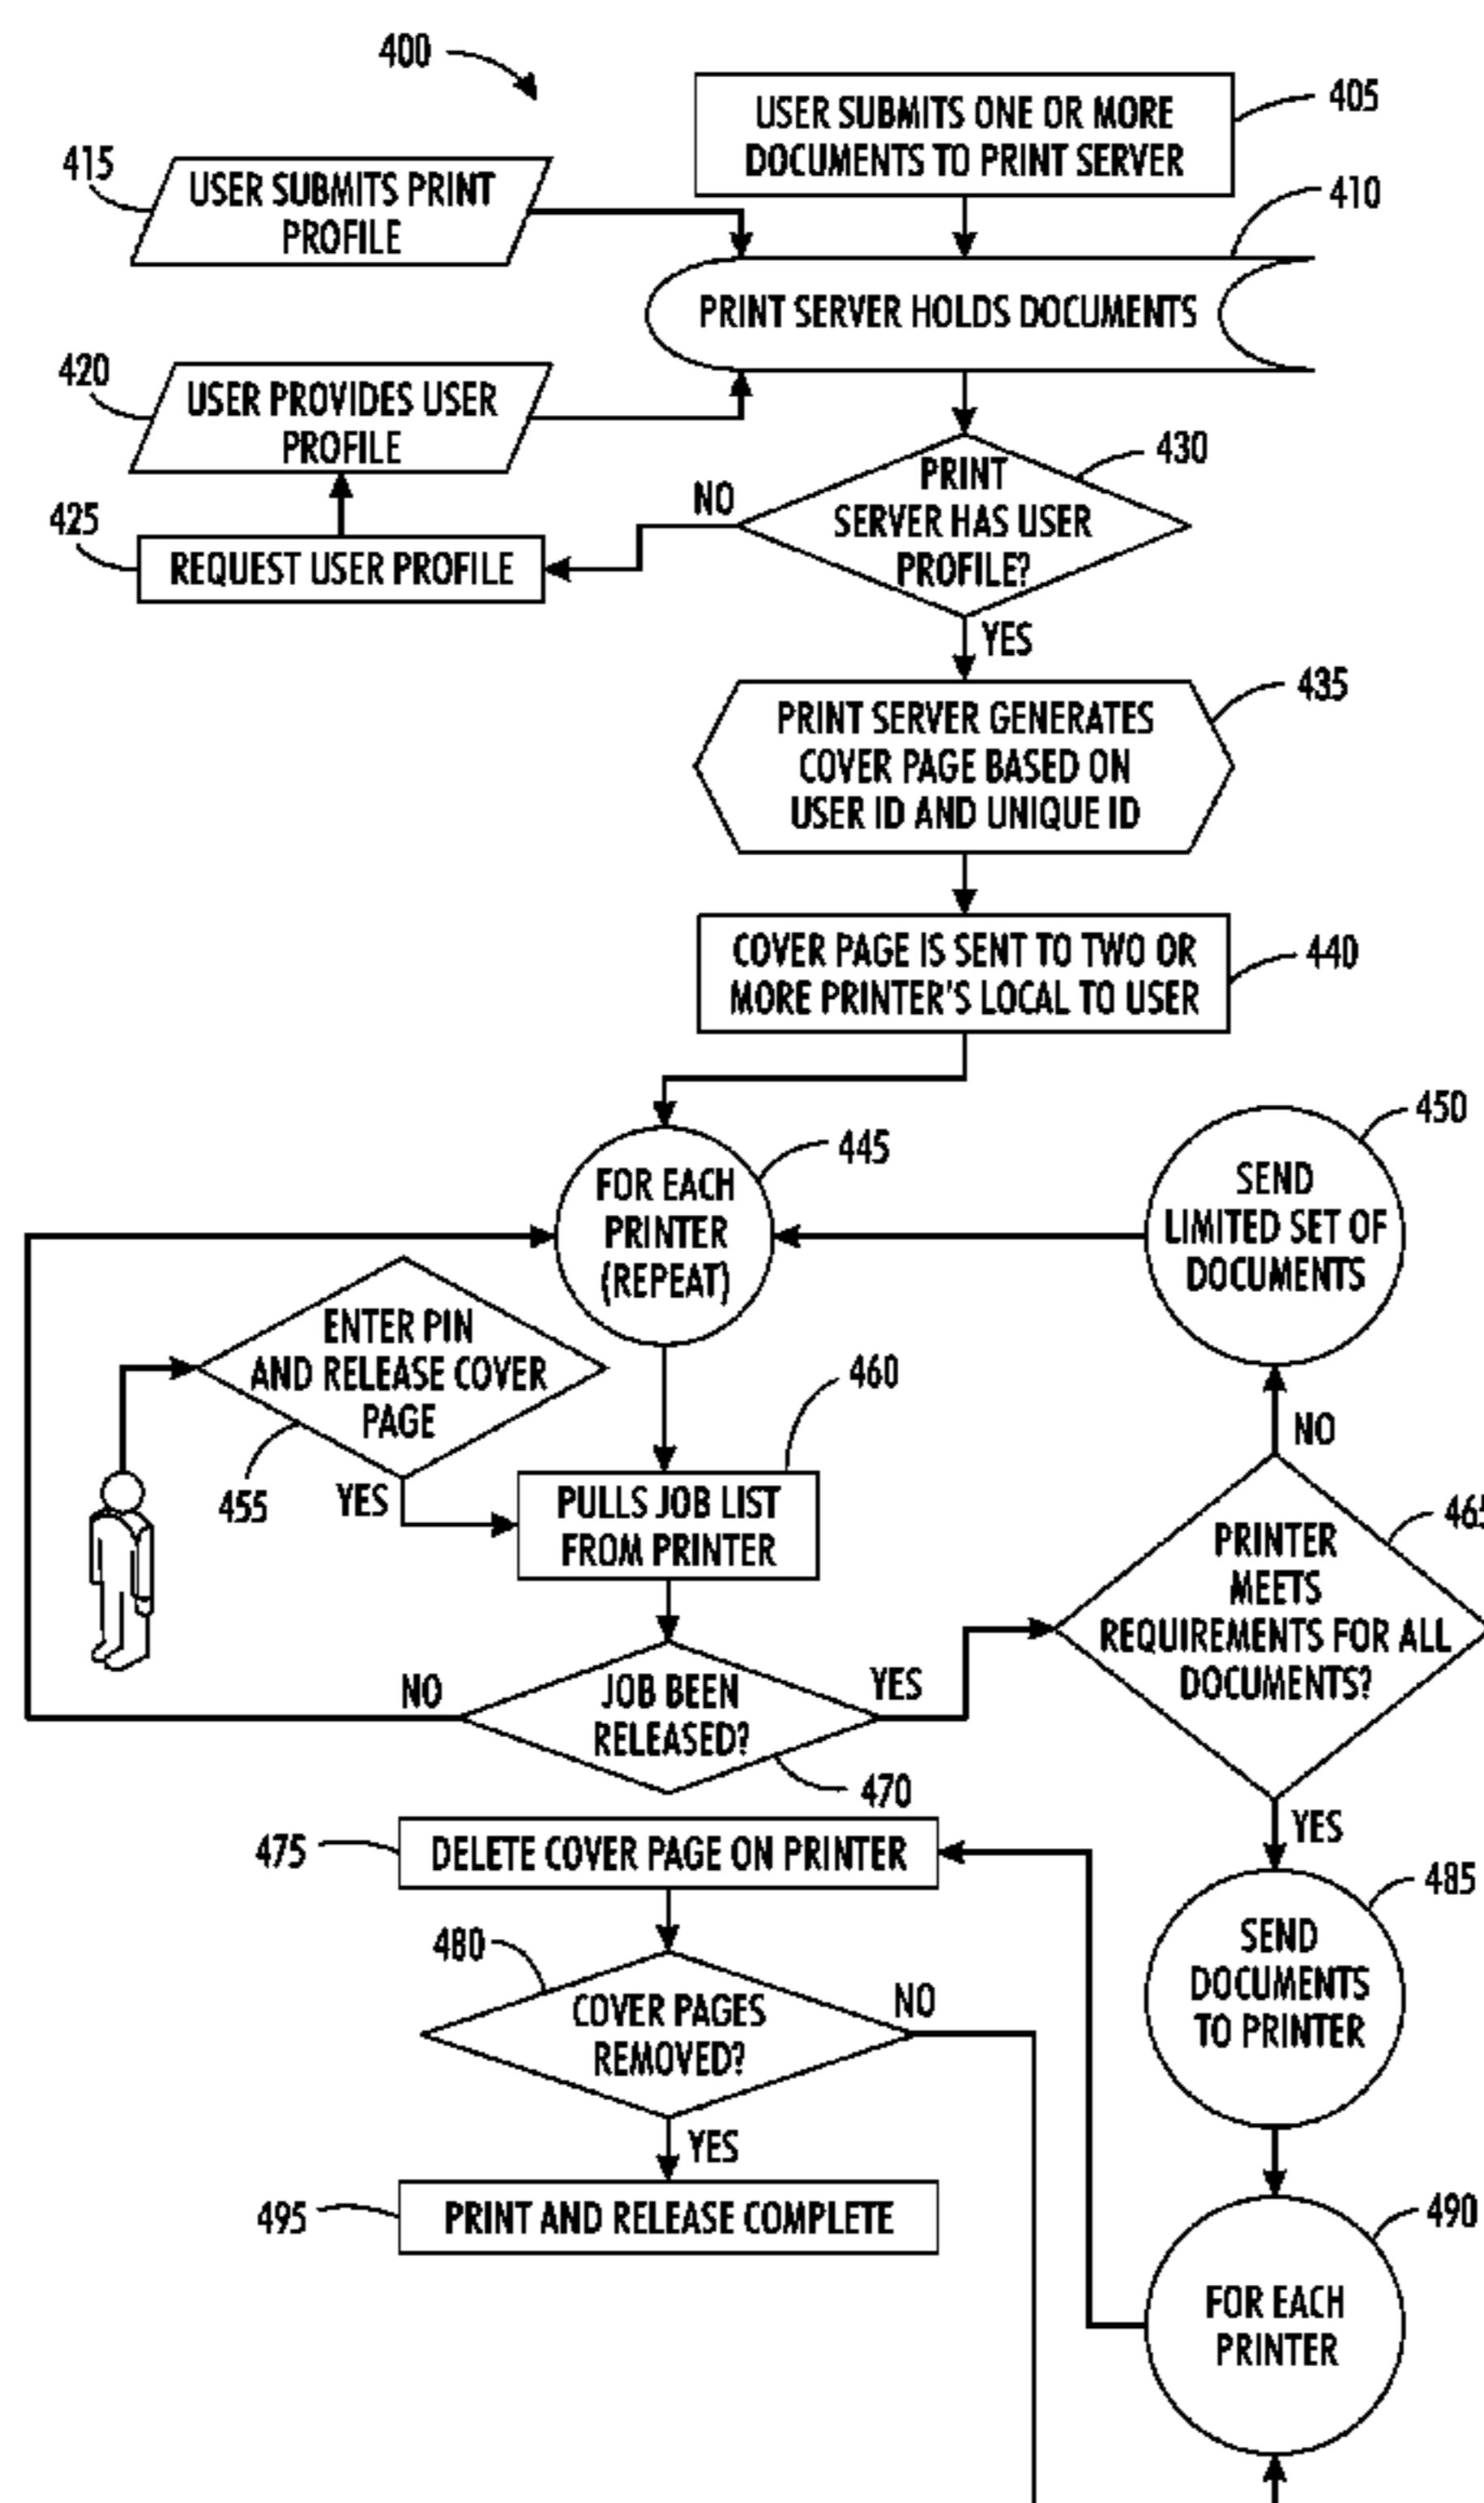 400
USER SUBMITS ONE OR MORE
DOCUMENTS TO PRINT SERVER
405
415
USER SUBMITS PRINT
PROFILE
410
PRINT SERVER HOLDS DOCUMENTS
420
USER PROVIDES USER
PROFILE
430
PRINT
SERVER HAS USER
PROFILE?
NO
425
REQUEST USER PROFILE
YES
435
PRINT SERVER GENERATES
COVER PAGE BASED ON
USER ID AND UNIQUE ID
COVER PAGE IS SENT TO TWO OR
MORE PRINTER'S LOCAL TO USER
440
450
445
FOR EACH
PRINTER
(REPEAT)
SEND
LIMITED SET OF
DOCUMENTS
ENTER PIN
AND RELEASE COVER
PAGE
460
NO
455
YES
PULLS JOB LIST
FROM PRINTER
465
PRINTER
MEETS
REQUIREMENTS FOR ALL
DOCUMENTS?
NO
JOB BEEN
RELEASED?
YES
470
YES
475
DELETE COVER PAGE ON PRINTER
485
480
SEND
DOCUMENTS
TO PRINTER
COVER PAGES
REMOVED?
NO
YES
495
PRINT AND RELEASE COMPLETE
490
FOR EACH
PRINTER